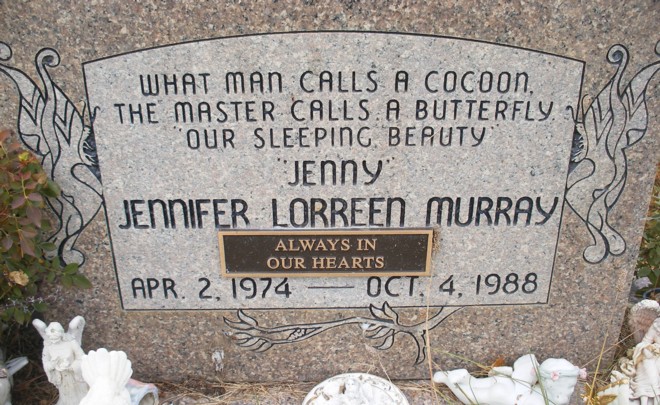 WHAT MAN CALLS A COCOON,
THE MASTER CALLS A BUTTERFLY.
"OUR SLEEPING BEAUTY"
"JENNY"
JENNIFER LORREEN MURRAY
ALWAYS IN
OUR HEARTS
APR. 2, 1974 — OCT. 4, 1988